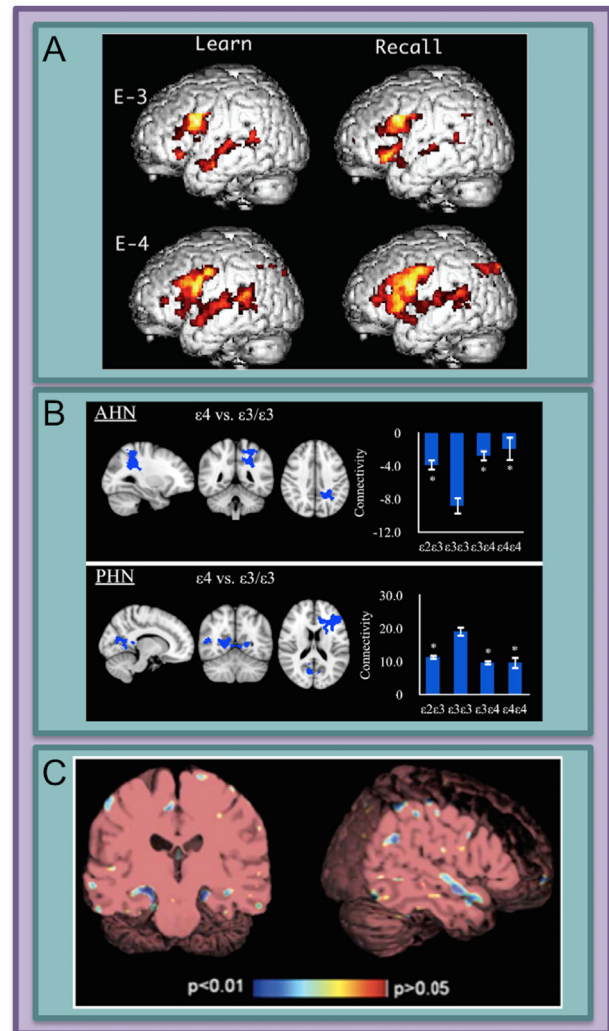 A
Learn Recall
E-3
E-4
B
AHN ε4 vs. ε3/ε3
Connectivity
0
-4.0
-8.0
-12.0
ε2ε3 ε3ε3 ε3ε4 ε4ε4
* * *
PHN ε4 vs. ε3/ε3
Connectivity
30.0
20.0
10.0
0
ε2ε3 ε3ε3 ε3ε4 ε4ε4
* * *
C
p<0.01 p>0.05